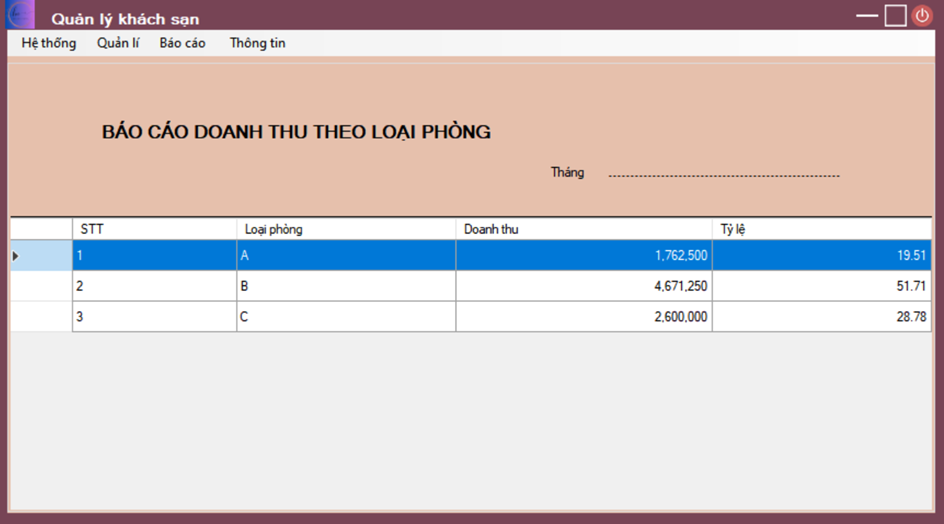 Quản lý khách sạn
Hệ thống Quản lí Báo cáo Thông tin
BÁO CÁO DOANH THU THEO LOẠI PHÒNG
Tháng
STT Loại phòng Doanh thu Tỷ lệ
1 A 1,762,500 19.51
2 B 4,671,250 51.71
3 C 2,600,000 28.78